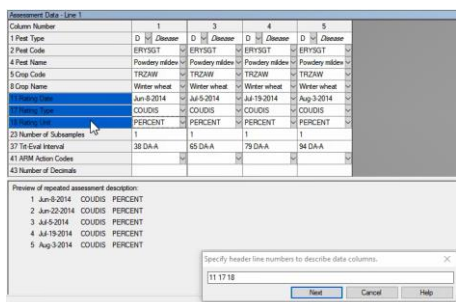 Assessment Data - Line 1
Column Number 1 3 4 5
1 Pest Type D Disease D Disease D Disease D Disease
2 Pest Code ERYSGT ERYSGT ERYSGT ERYSGT
4 Pest Name Powdery mildew Powdery mildew Powdery mildew Powdery mildew
5 Crop Code TRZAW TRZAW TRZAW TRZAW
8 Crop Name Winter wheat Winter wheat Winter wheat Winter wheat
11 Rating Date Jun-8-2014 Jul-5-2014 Jul-19-2014 Aug-3-2014
17 Rating Type COUDIS COUDIS COUDIS COUDIS
18 Rating Unit PERCENT PERCENT PERCENT PERCENT
23 Number of Subsamples 1 1 1 1
37 Trt-Eval Interval 38 DA-A 65 DA-A 79 DA-A 94 DA-A
41 ARM Action Codes
43 Number of Decimals
Preview of repeated assessment description:
1 Jun-8-2014 COUDIS PERCENT
2 Jun-22-2014 COUDIS PERCENT
3 Jul-5-2014 COUDIS PERCENT
4 Jul-19-2014 COUDIS PERCENT
5 Aug-3-2014 COUDIS PERCENT
Specify header line numbers to describe data columns.
11 17 18
Next Cancel Help